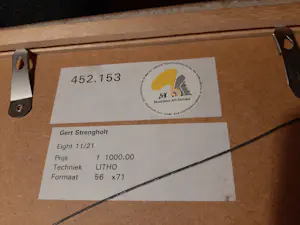 452.153
Gert Strengholt
Eight 11/21
Prijs f 1000.00
Techniek LITHO
Formaat 56 x71